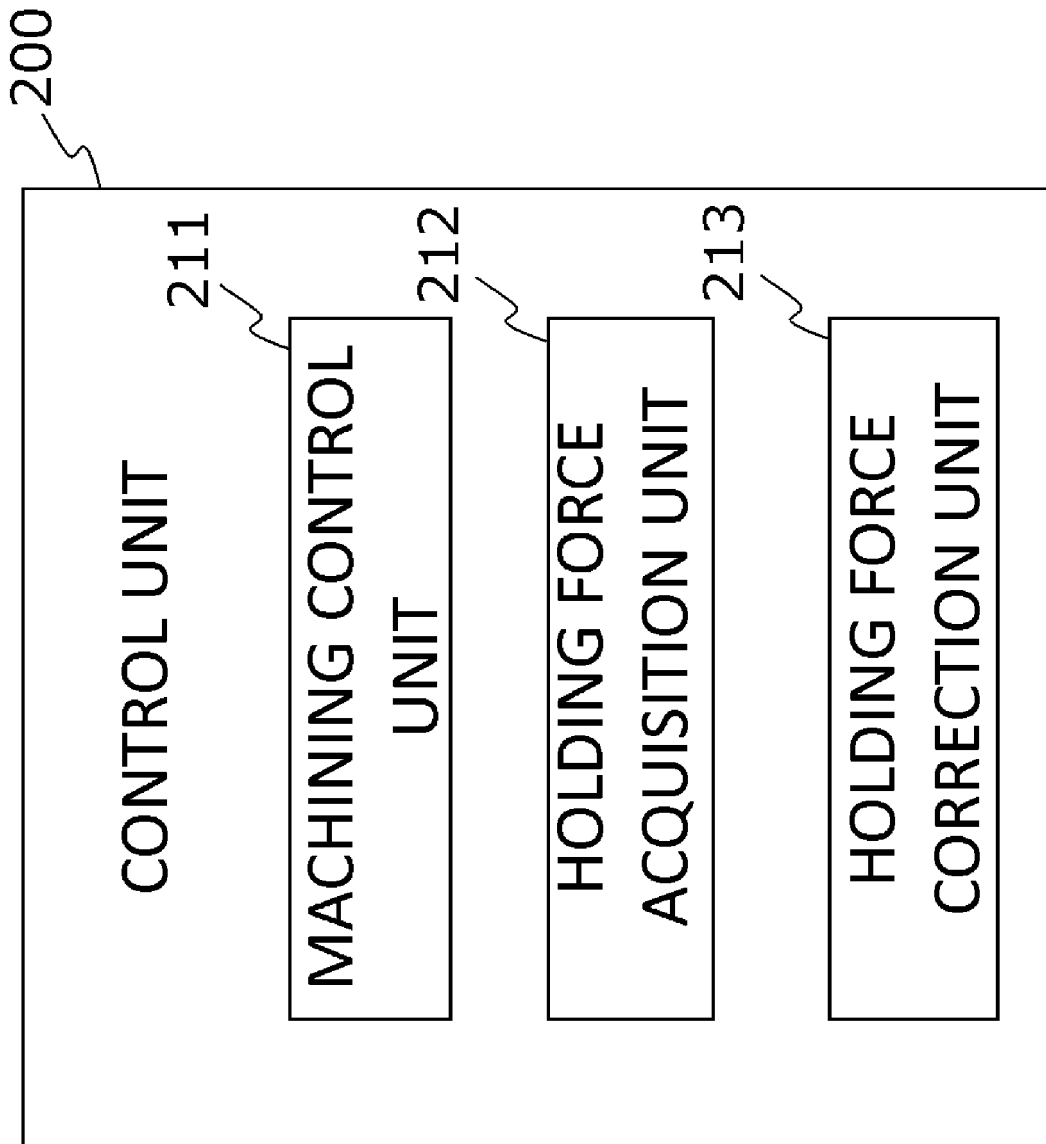 200
CONTROL UNIT
211
MACHINING CONTROL
UNIT
212
HOLDING FORCE
ACQUISITION UNIT
213
HOLDING FORCE
CORRECTION UNIT